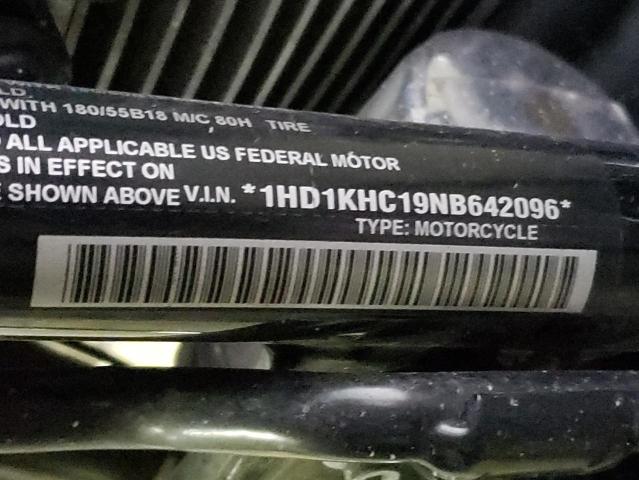 LD.
WITH 180/55B18 M/C, 80H TIRE
OLD
ALL APPLICABLE US FEDERAL MOTOR
S IN EFFECT ON
E SHOWN ABOVE V.I.N. *1HD1KHC19NB642096*
TYPE: MOTORCYCLE